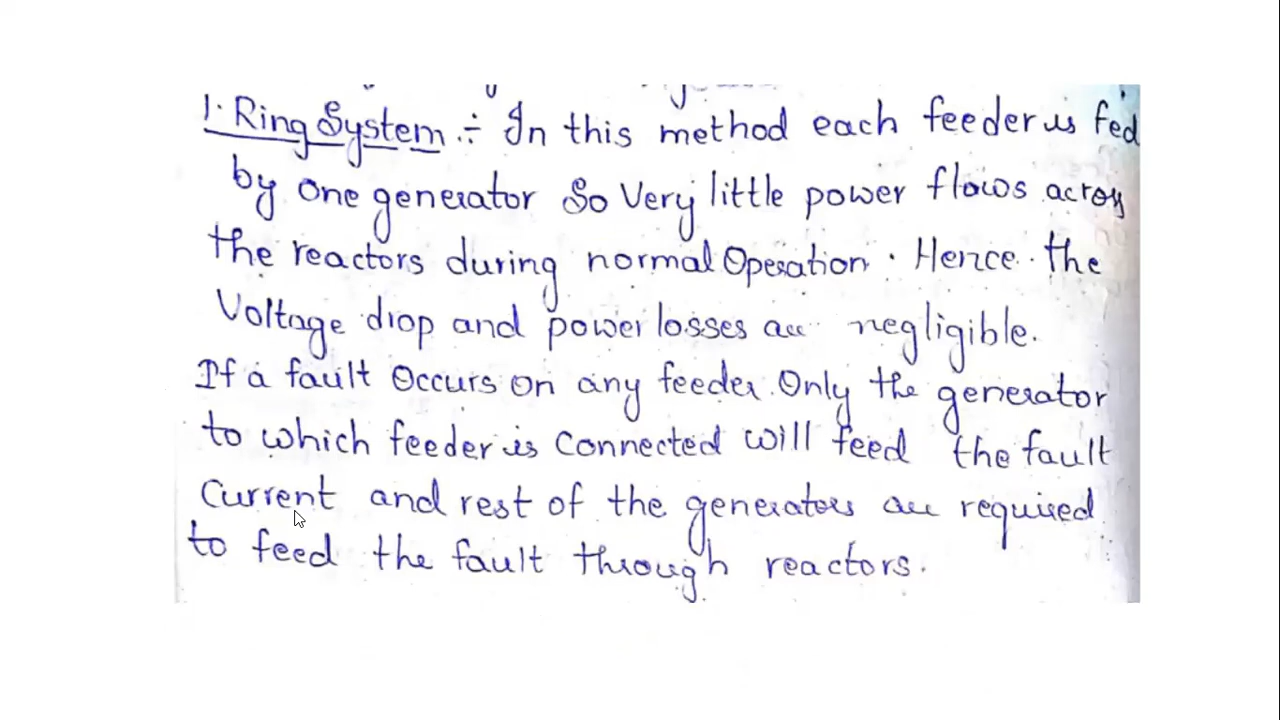 1. Ring System :- In this method each feeder is fed
by one generator So Very little power flows across
the reactors during normal Operation. Hence the
Voltage drop and power losses are negligible.
If a fault Occurs on any feeder. Only the generator
to which feeder is Connected will feed the fault
Current and rest of the generators are required
to feed the fault through reactors.